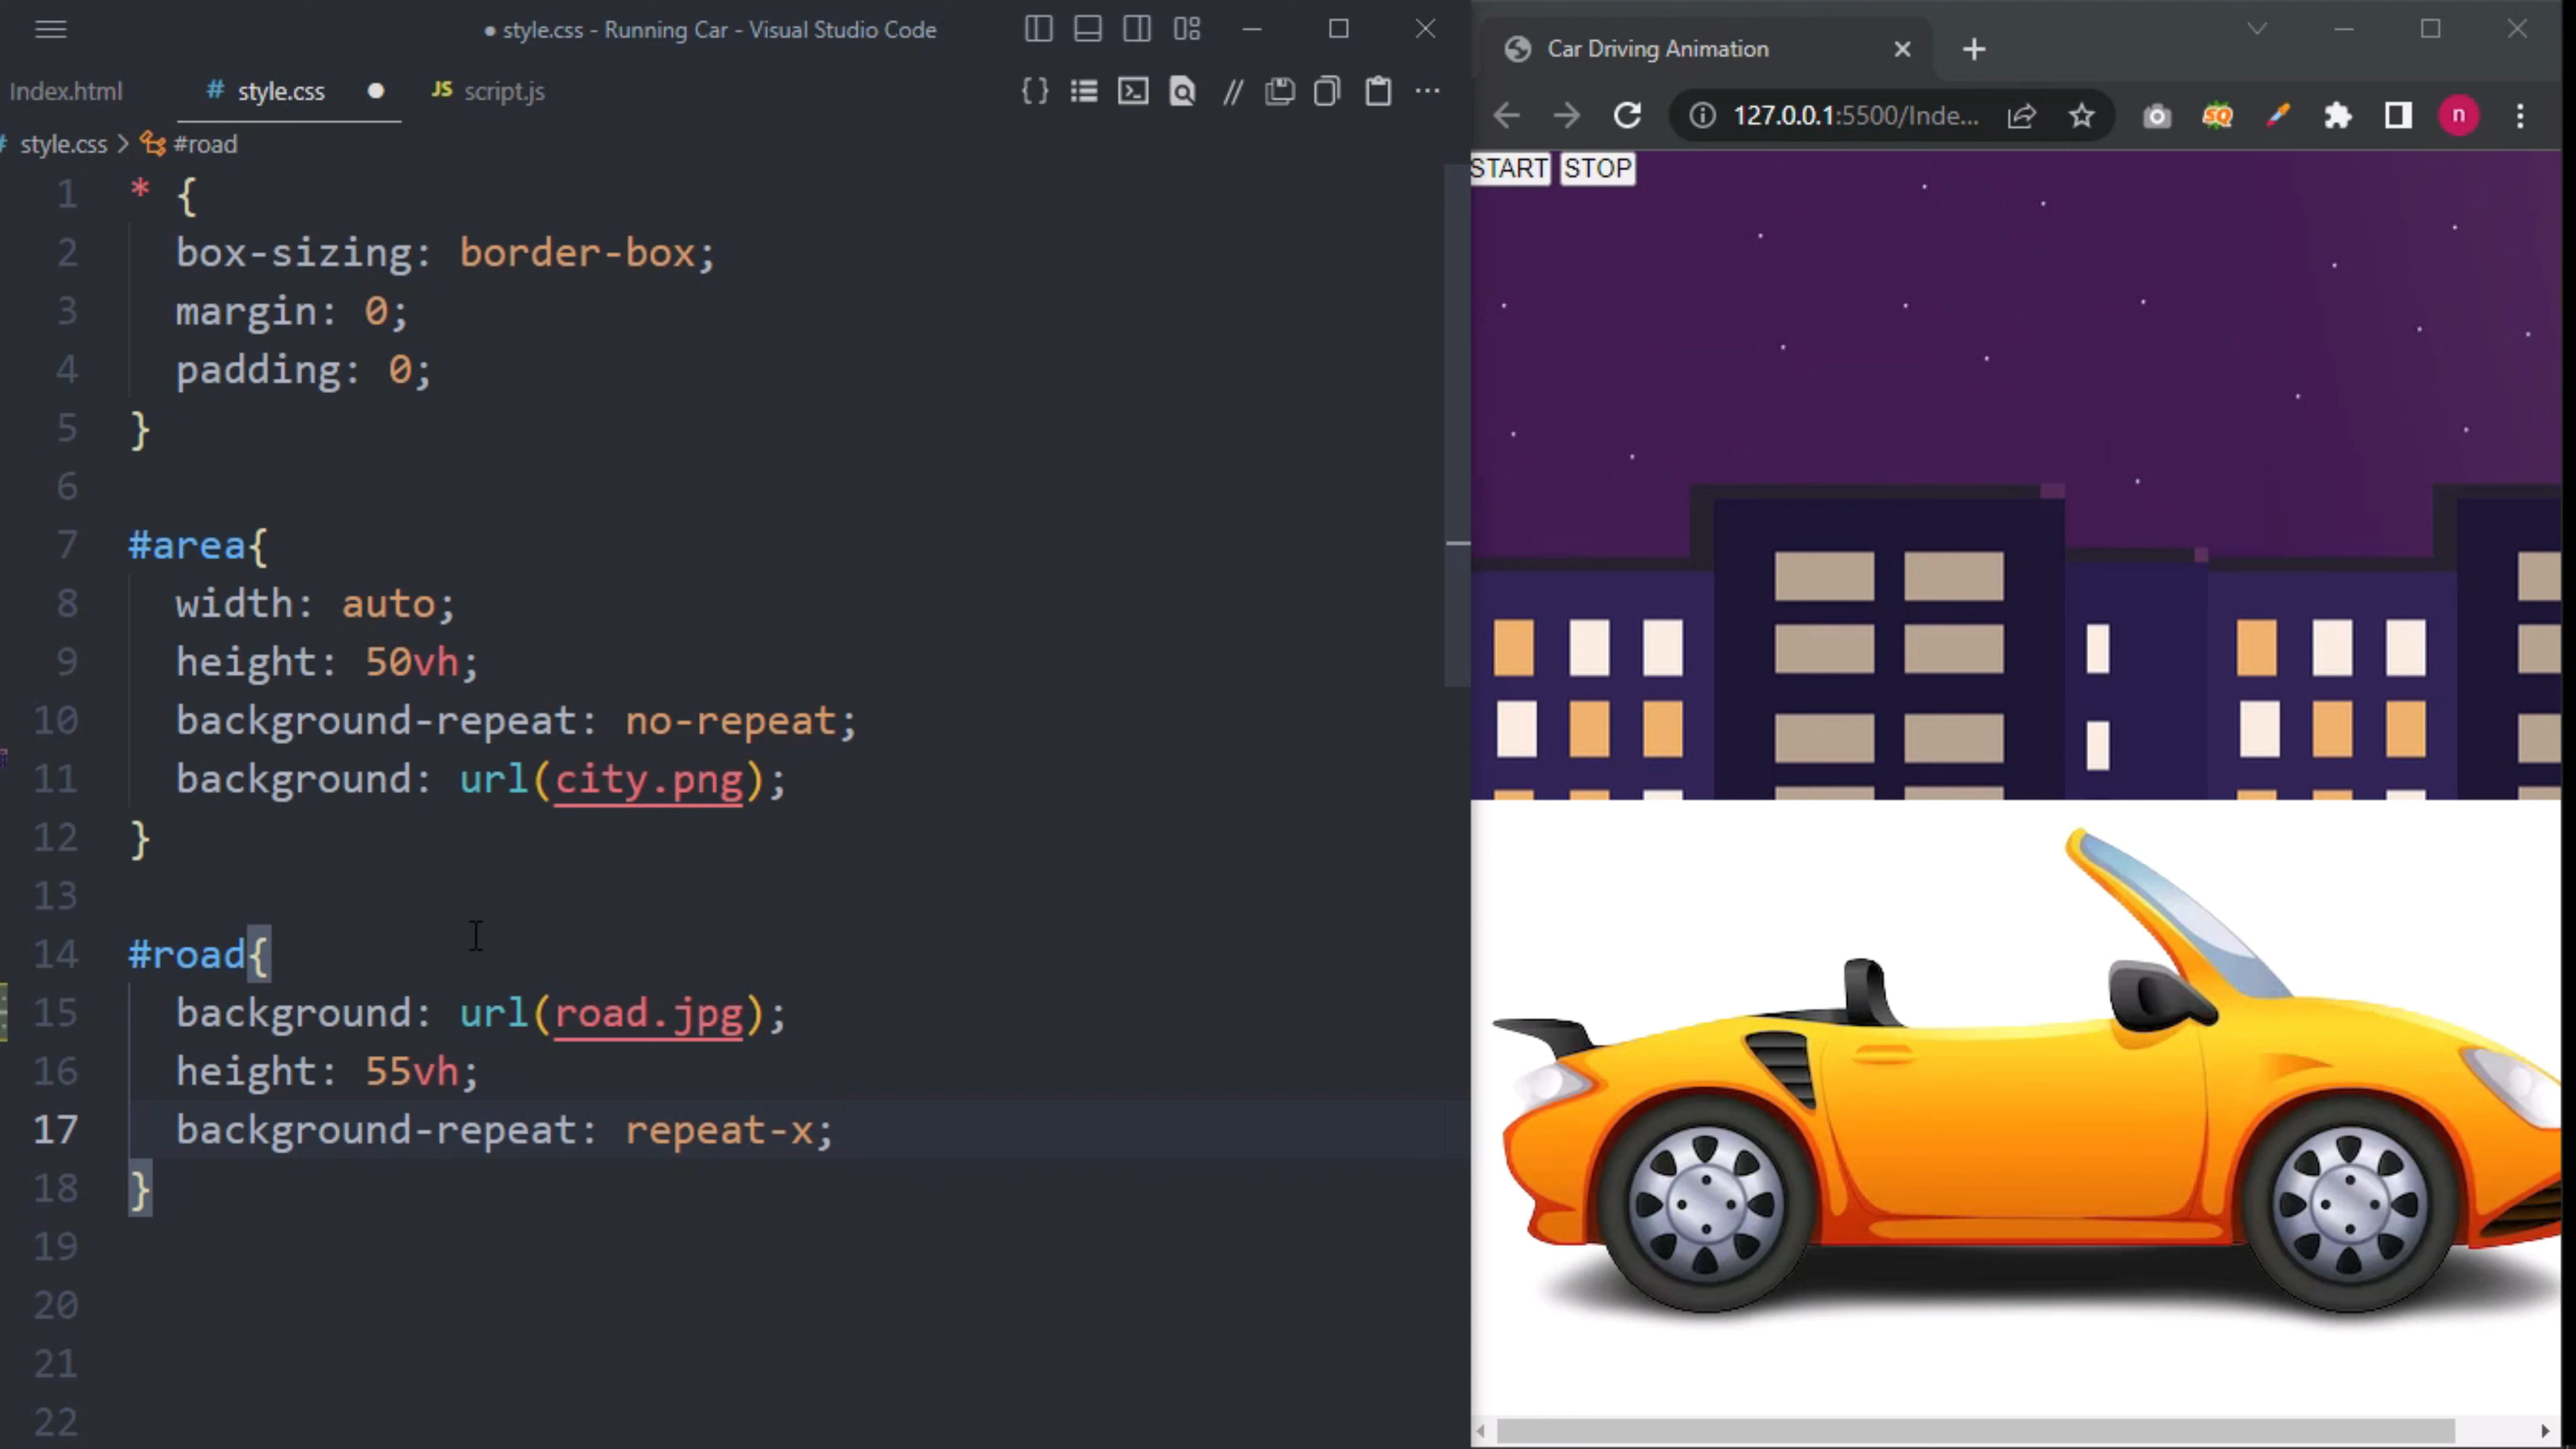 style.css - Running Car - Visual Studio Code
Index.html
# style.css
JS script.js
style.css > #road
1 * {
2 box-sizing: border-box;
3 margin: 0;
4 padding: 0;
5 }
6
7 #area{
8 width: auto;
9 height: 50vh;
10 background-repeat: no-repeat;
11 background: url(city.png);
12 }
13
14 #road{
15 background: url(road.jpg);
16 height: 55vh;
17 background-repeat: repeat-x;
18 }
19
20
21
22
Car Driving Animation
127.0.0.1:5500/Inde...
SQ
n
START STOP